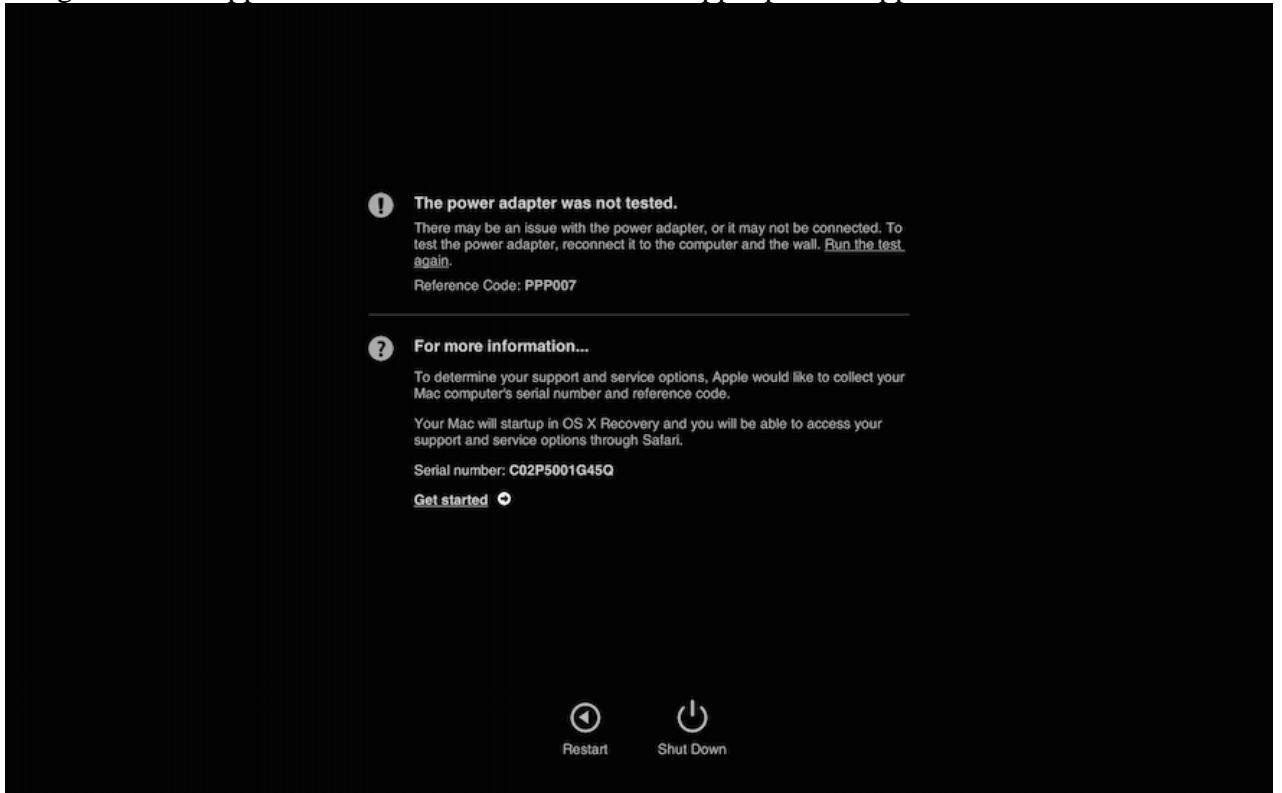 The power adapter was not tested.
There may be an issue with the power adapter, or it may not be connected. To
test the power adapter, reconnect it to the computer and the wall. Run the test
again.
Reference Code: PPP007
For more information...
To determine your support and service options, Apple would like to collect your
Mac computer's serial number and reference code.
Your Mac will startup in OS X Recovery and you will be able to access your
support and service options through Safari.
Serial number: C02P5001G45Q
Get started
Restart
Shut Down